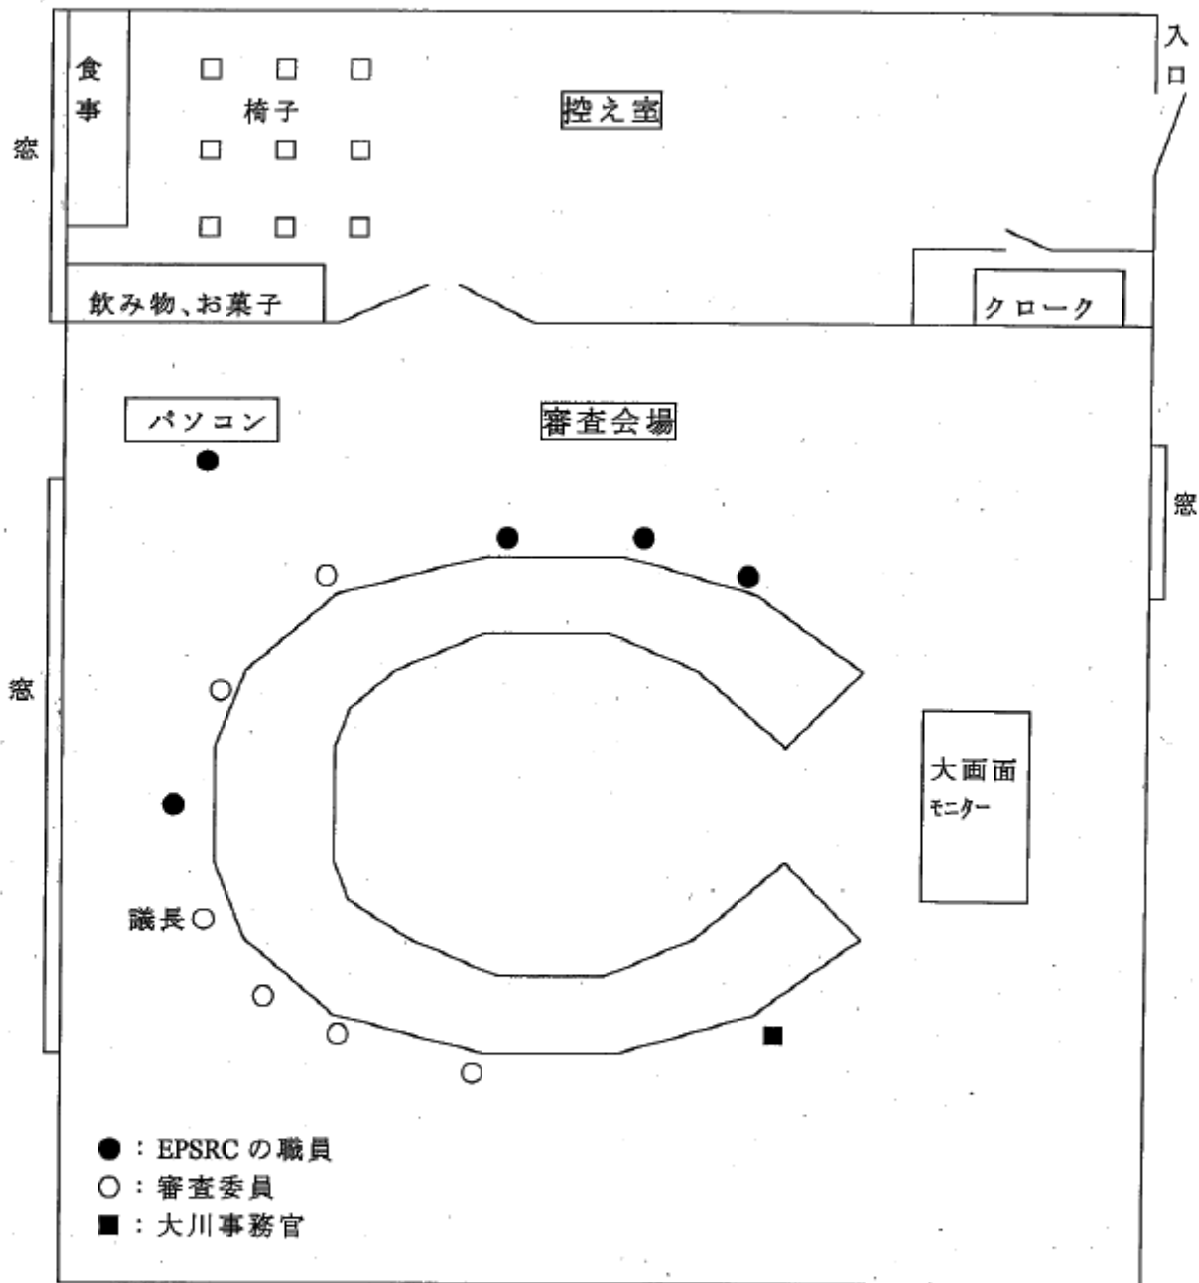 入口
食事
椅子
控え室
窓
飲み物、お菓子
クローク
パソコン
審査会場
窓
窓
大画面
モニター
議長
●：EPSRCの職員
○：審査委員
■：大川事務官